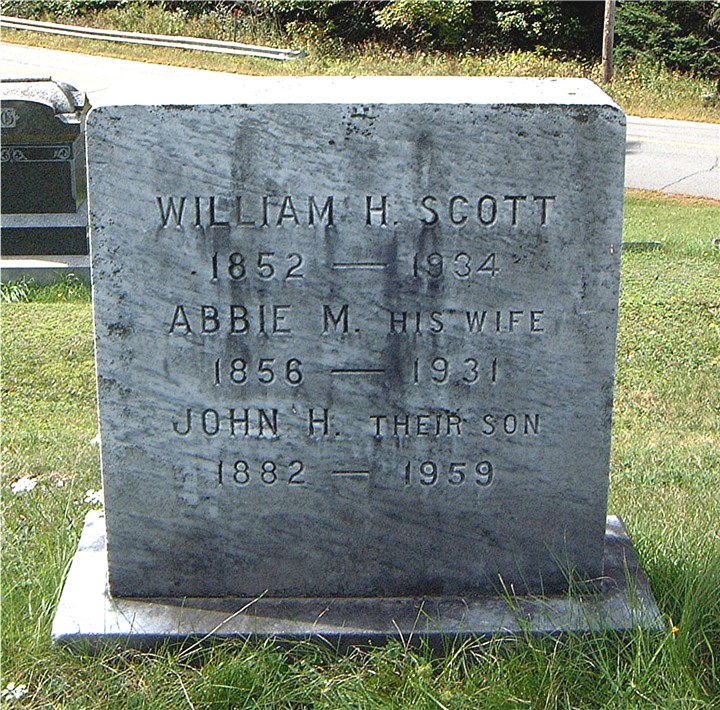 WILLIAM H. SCOTT
1852 — 1934
ABBIE M. HIS WIFE
1856 — 1931
JOHN H. THEIR SON
1882 — 1959
G